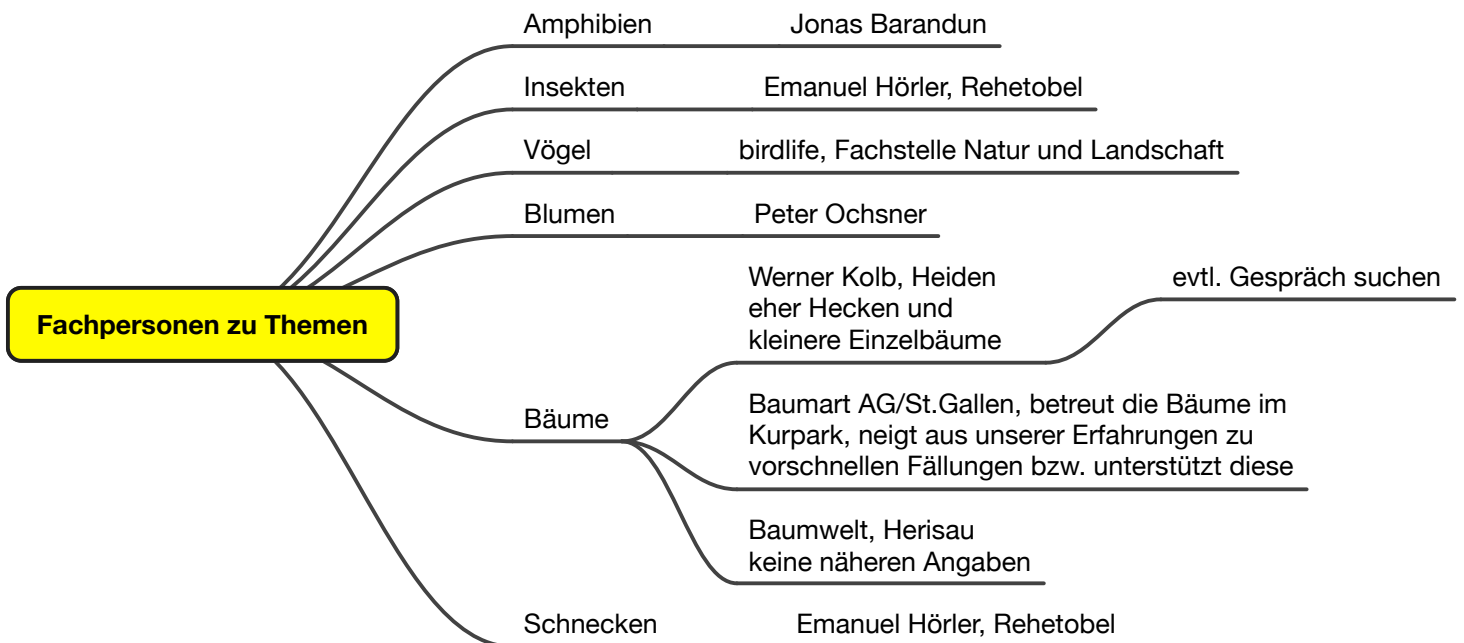 Amphibien Jonas Barandun
Insekten Emanuel Hörler, Rehetobel
Vögel birdlife, Fachstelle Natur und Landschaft
Blumen Peter Ochsner
Fachpersonen zu Themen
Bäume
Werner Kolb, Heiden
eher Hecken und
kleinere Einzelbäume
evtl. Gespräch suchen
Baumart AG/St.Gallen, betreut die Bäume im
Kurpark, neigt aus unserer Erfahrungen zu
vorschnellen Fällungen bzw. unterstützt diese
Baumwelt, Herisau
keine näheren Angaben
Schnecken Emanuel Hörler, Rehetobel